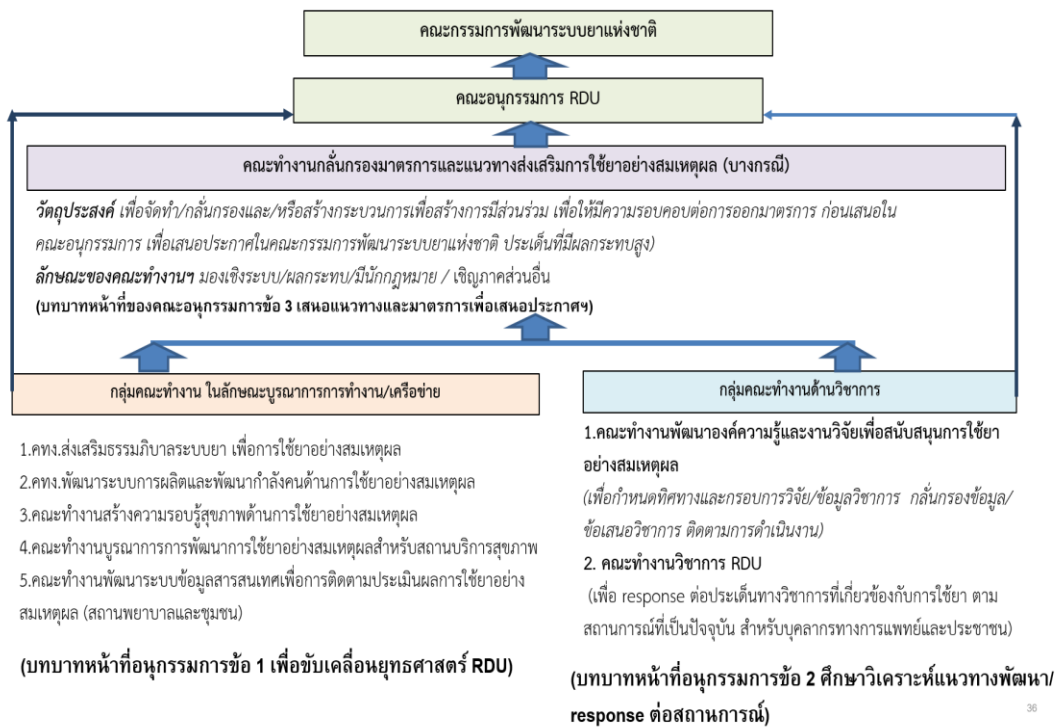 คณะกรรมการพัฒนาระบบยาแห่งชาติ
คณะอนุกรรมการ RDU
คณะทำงานกลั่นกรองมาตรการและแนวทางส่งเสริมการใช้ยาอย่างสมเหตุผล (บางกรณี)
วัตถุประสงค์ เพื่อจัดทำ/กลั่นกรองและ/หรือสร้างกระบวนการเพื่อสร้างการมีส่วนร่วม เพื่อให้มีความรอบคอบต่อการออกมาตรการ ก่อนเสนอใน
คณะอนุกรรมการ เพื่อเสนอประกาศในคณะกรรมการพัฒนาระบบยาแห่งชาติ ประเด็นที่มีผลกระทบสูง)
ลักษณะของคณะทำงานฯ มองเชิงระบบ/ผลกระทบ/มีนักกฎหมาย / เชิญภาคส่วนอื่น
(บทบาทหน้าที่ของคณะอนุกรรมการข้อ 3 เสนอแนวทางและมาตรการเพื่อเสนอประกาศฯ)
กลุ่มคณะทำงาน ในลักษณะบูรณาการการทำงาน/เครือข่าย
1.คทง.ส่งเสริมธรรมภิบาลระบบยา เพื่อการใช้ยาอย่างสมเหตุผล
2.คทง.พัฒนาระบบการผลิตและพัฒนากำลังคนด้านการใช้ยาอย่างสมเหตุผล
3.คณะทำงานสร้างความรอบรู้สุขภาพด้านการใช้ยาอย่างสมเหตุผล
4.คณะทำงานบูรณาการการพัฒนาการใช้ยาอย่างสมเหตุผลสำหรับสถานบริการสุขภาพ
5.คณะทำงานพัฒนาระบบข้อมูลสารสนเทศเพื่อการติดตามประเมินผลการใช้ยาอย่าง
สมเหตุผล (สถานพยาบาลและชุมชน)
(บทบาทหน้าที่อนุกรรมการข้อ 1 เพื่อขับเคลื่อนยุทธศาสตร์ RDU)
กลุ่มคณะทำงานด้านวิชาการ
1.คณะทำงานพัฒนาองค์ความรู้และงานวิจัยเพื่อสนับสนุนการใช้ยา
อย่างสมเหตุผล
(เพื่อกำหนดทิศทางและกรอบการวิจัย/ข้อมูลวิชาการ กลั่นกรองข้อมูล/
ข้อเสนอวิชาการ ติดตามการดำเนินงาน)
2. คณะทำงานวิชาการ RDU
(เพื่อ response ต่อประเด็นทางวิชาการที่เกี่ยวข้องกับการใช้ยา ตาม
สถานการณ์ที่เป็นปัจจุบัน สำหรับบุคลากรทางการแพทย์และประชาชน)
(บทบาทหน้าที่อนุกรรมการข้อ 2 ศึกษาวิเคราะห์แนวทางพัฒนา/
response ต่อสถานการณ์)
36